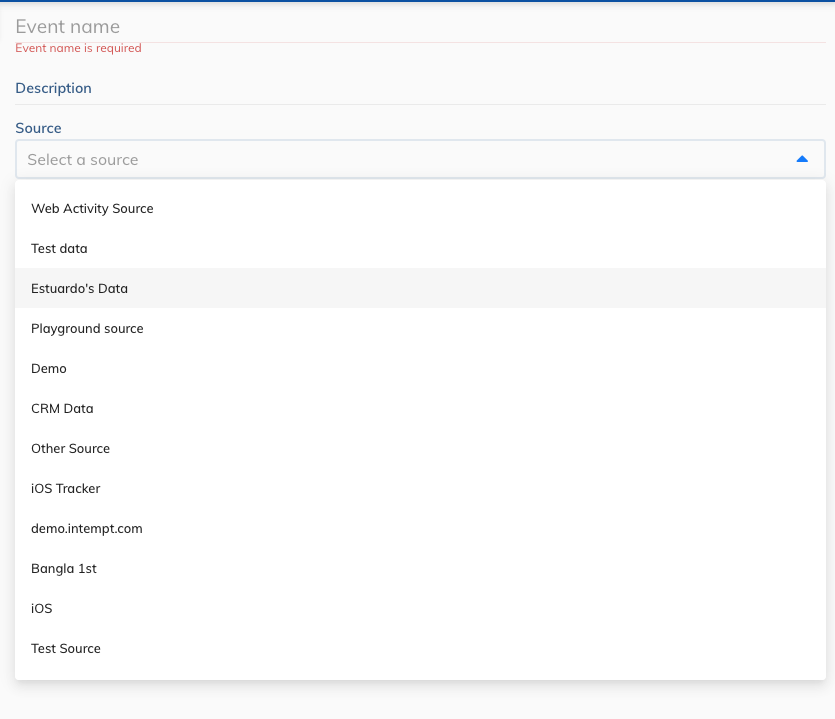 Event name
Event name is required
Description
Source
Select a source
Web Activity Source
Test data
Estuardo's Data
Playground source
Demo
CRM Data
Other Source
iOS Tracker
demo.intempt.com
Bangla 1st
iOS
Test Source